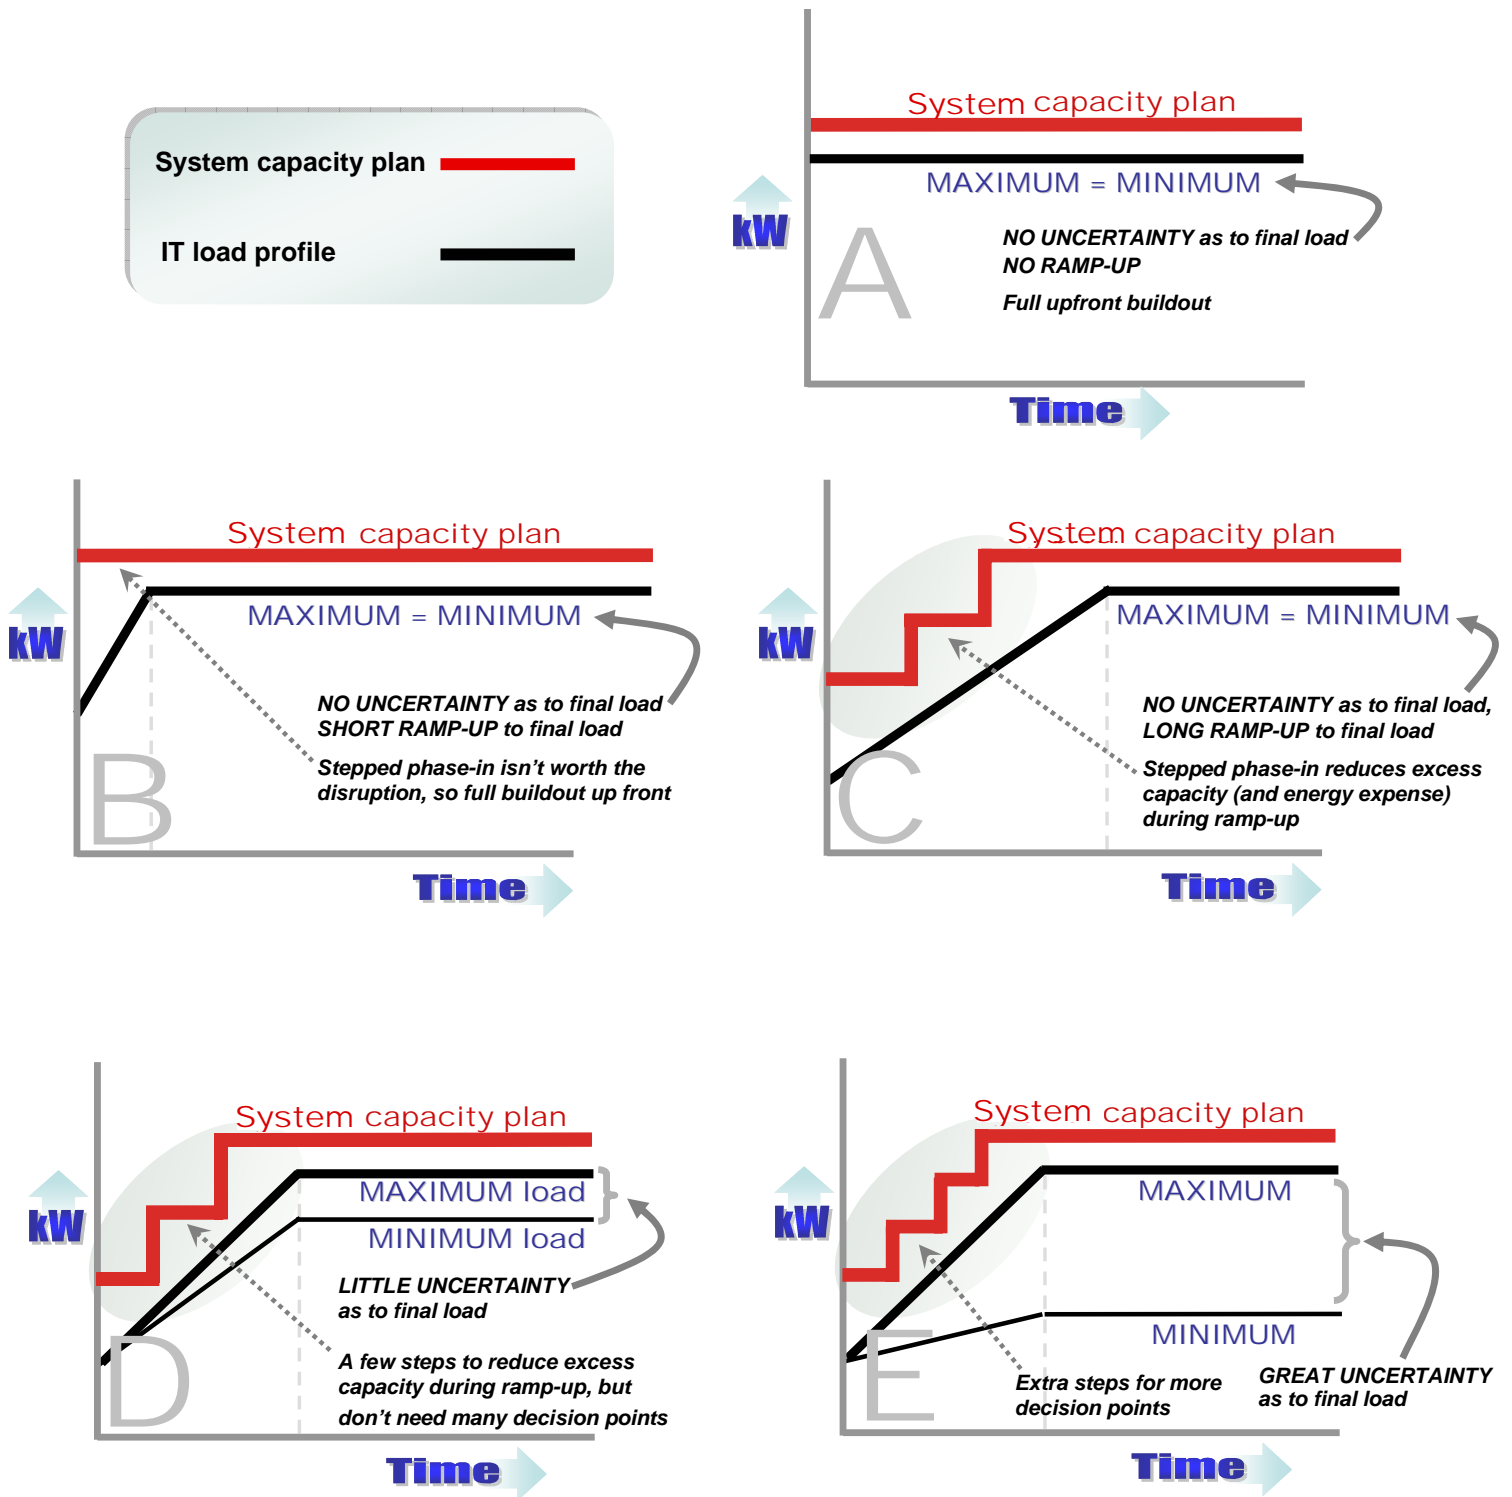 System capacity plan
IT load profile
System capacity plan
MAXIMUM = MINIMUM
kW
A
NO UNCERTAINTY as to final load
NO RAMP-UP
Full upfront buildout
Time
System capacity plan
MAXIMUM = MINIMUM
kW
NO UNCERTAINTY as to final load
SHORT RAMP-UP to final load
Stepped phase-in isn't worth the
disruption, so full buildout up front
B
Time
System capacity plan
MAXIMUM = MINIMUM
kW
NO UNCERTAINTY as to final load,
LONG RAMP-UP to final load
Stepped phase-in reduces excess
capacity (and energy expense)
during ramp-up
C
Time
System capacity plan
MAXIMUM load
kW
MINIMUM load
LITTLE UNCERTAINTY
as to final load
A few steps to reduce excess
capacity during ramp-up, but
don't need many decision points
D
Time
System capacity plan
MAXIMUM
kW
MINIMUM
GREAT UNCERTAINTY
as to final load
Extra steps for more
decision points
E
Time